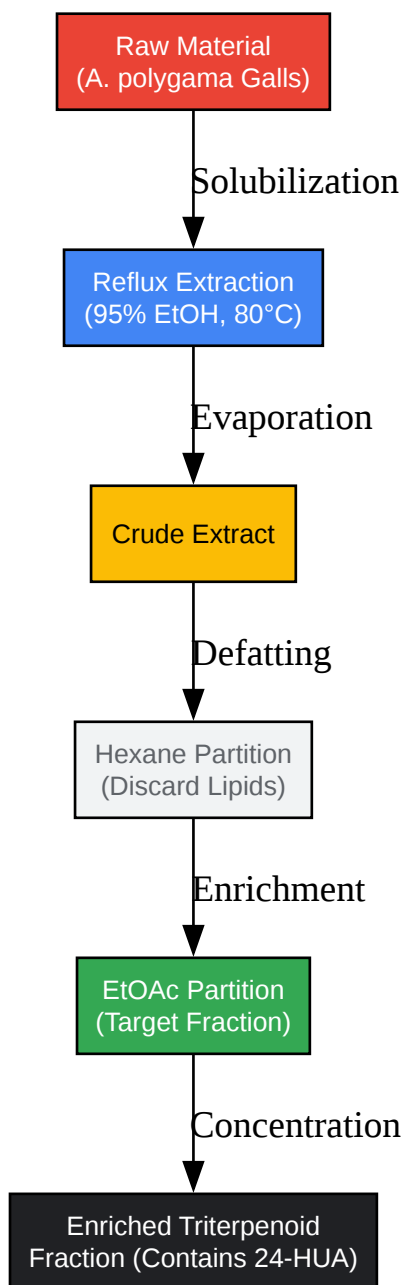 Raw Material
(A. polygama Galls)
Solubilization
Reflux Extraction
(95% EtOH, 80°C)
Evaporation
Crude Extract
Defatting
Hexane Partition
(Discard Lipids)
Enrichment
EtOAc Partition
(Target Fraction)
Concentration
Enriched Triterpenoid
Fraction (Contains 24-HUA)